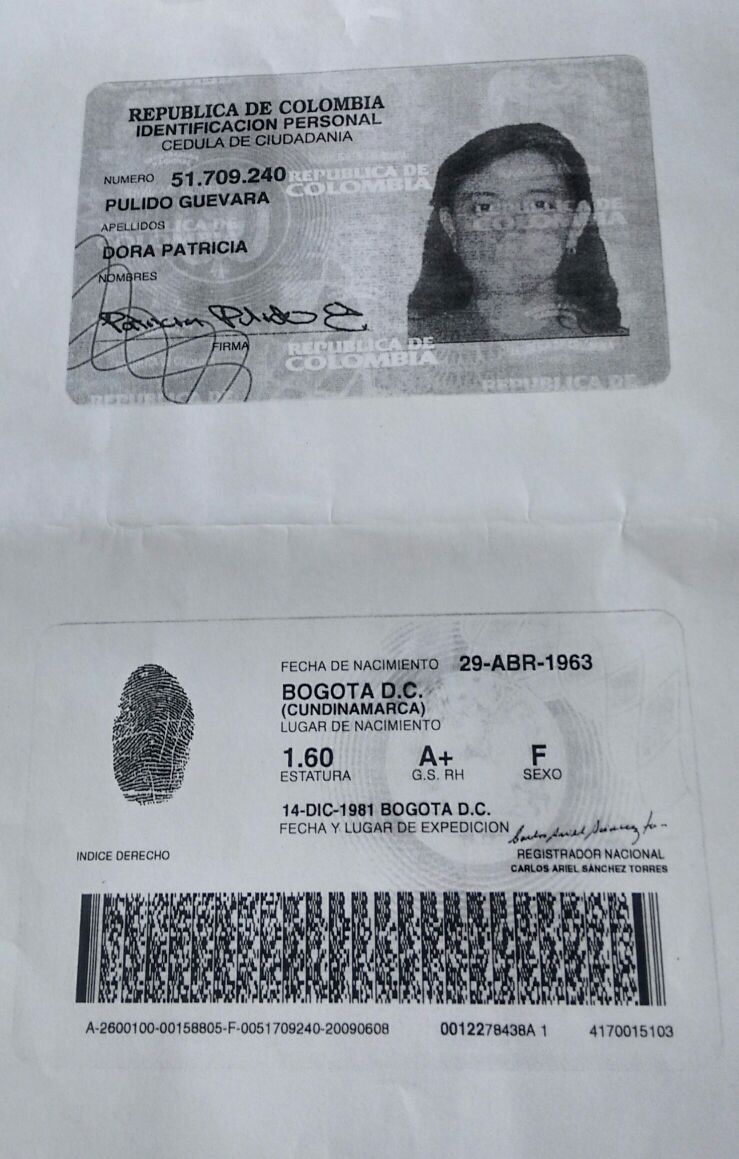 REPUBLICA DE COLOMBIA
IDENTIFICACION PERSONAL
CEDULA DE CIUDADANIA
NUMERO 51.709.240
PULIDO GUEVARA
APELLIDOS
DORA PATRICIA
NOMBRES
Patricia Pulido G.
FIRMA
REPUBLICA DE
COLOMBIA
REPUBLICA DE
COLOMBIA
REPUBLICA DE
FECHA DE NACIMIENTO 29-ABR-1963
BOGOTA D.C.
(CUNDINAMARCA)
LUGAR DE NACIMIENTO
1.60 A+ F
ESTATURA G.S. RH SEXO
14-DIC-1981 BOGOTA D.C.
FECHA Y LUGAR DE EXPEDICION
INDICE DERECHO
REGISTRADOR NACIONAL
CARLOS ARIEL SÁNCHEZ TORRES
A-2600100-00158805-F-0051709240-20090608 0012278438A 1 4170015103